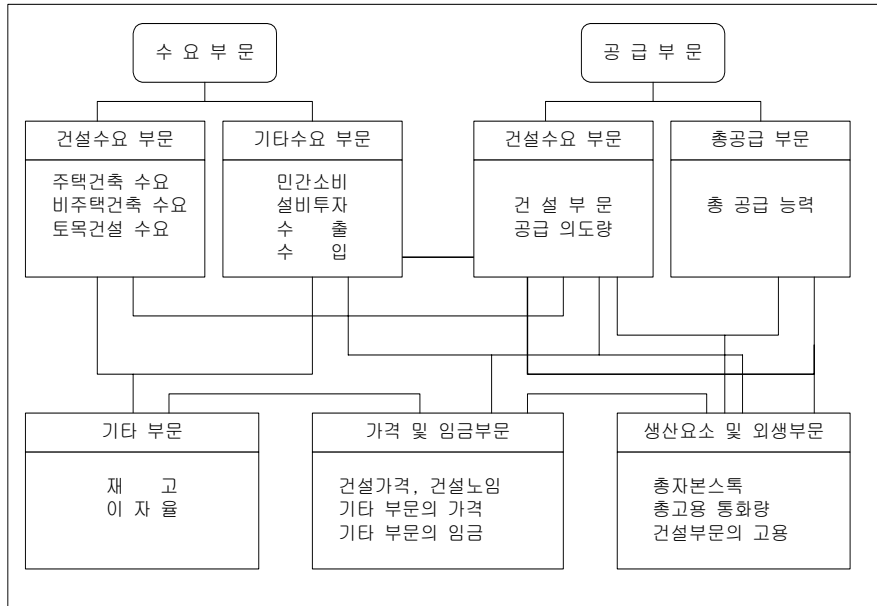 수 요 부 문
공 급 부 문
건설수요 부문
주택건축 수요
비주택건축 수요
토목건설 수요
기타수요 부문
민간소비
설비투자
수 출
수 입
건설수요 부문
건 설 부 문
공급 의도량
총공급 부문
총 공급 능력
기타 부문
재 고
이 자 율
가격 및 임금부문
건설가격, 건설노임
기타 부문의 가격
기타 부문의 임금
생산요소 및 외생부문
총자본스톡
총고용 통화량
건설부문의 고용